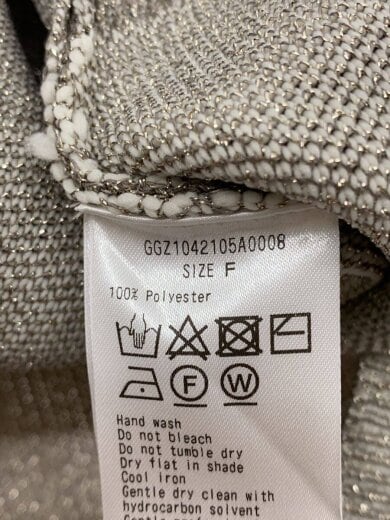 GGZ1042105A0008
SIZE F
100% Polyester
F W
Hand wash
Do not bleach
Do not tumble dry
Dry flat in shade
Cool iron
Gentle dry clean with
hydrocarbon solvent